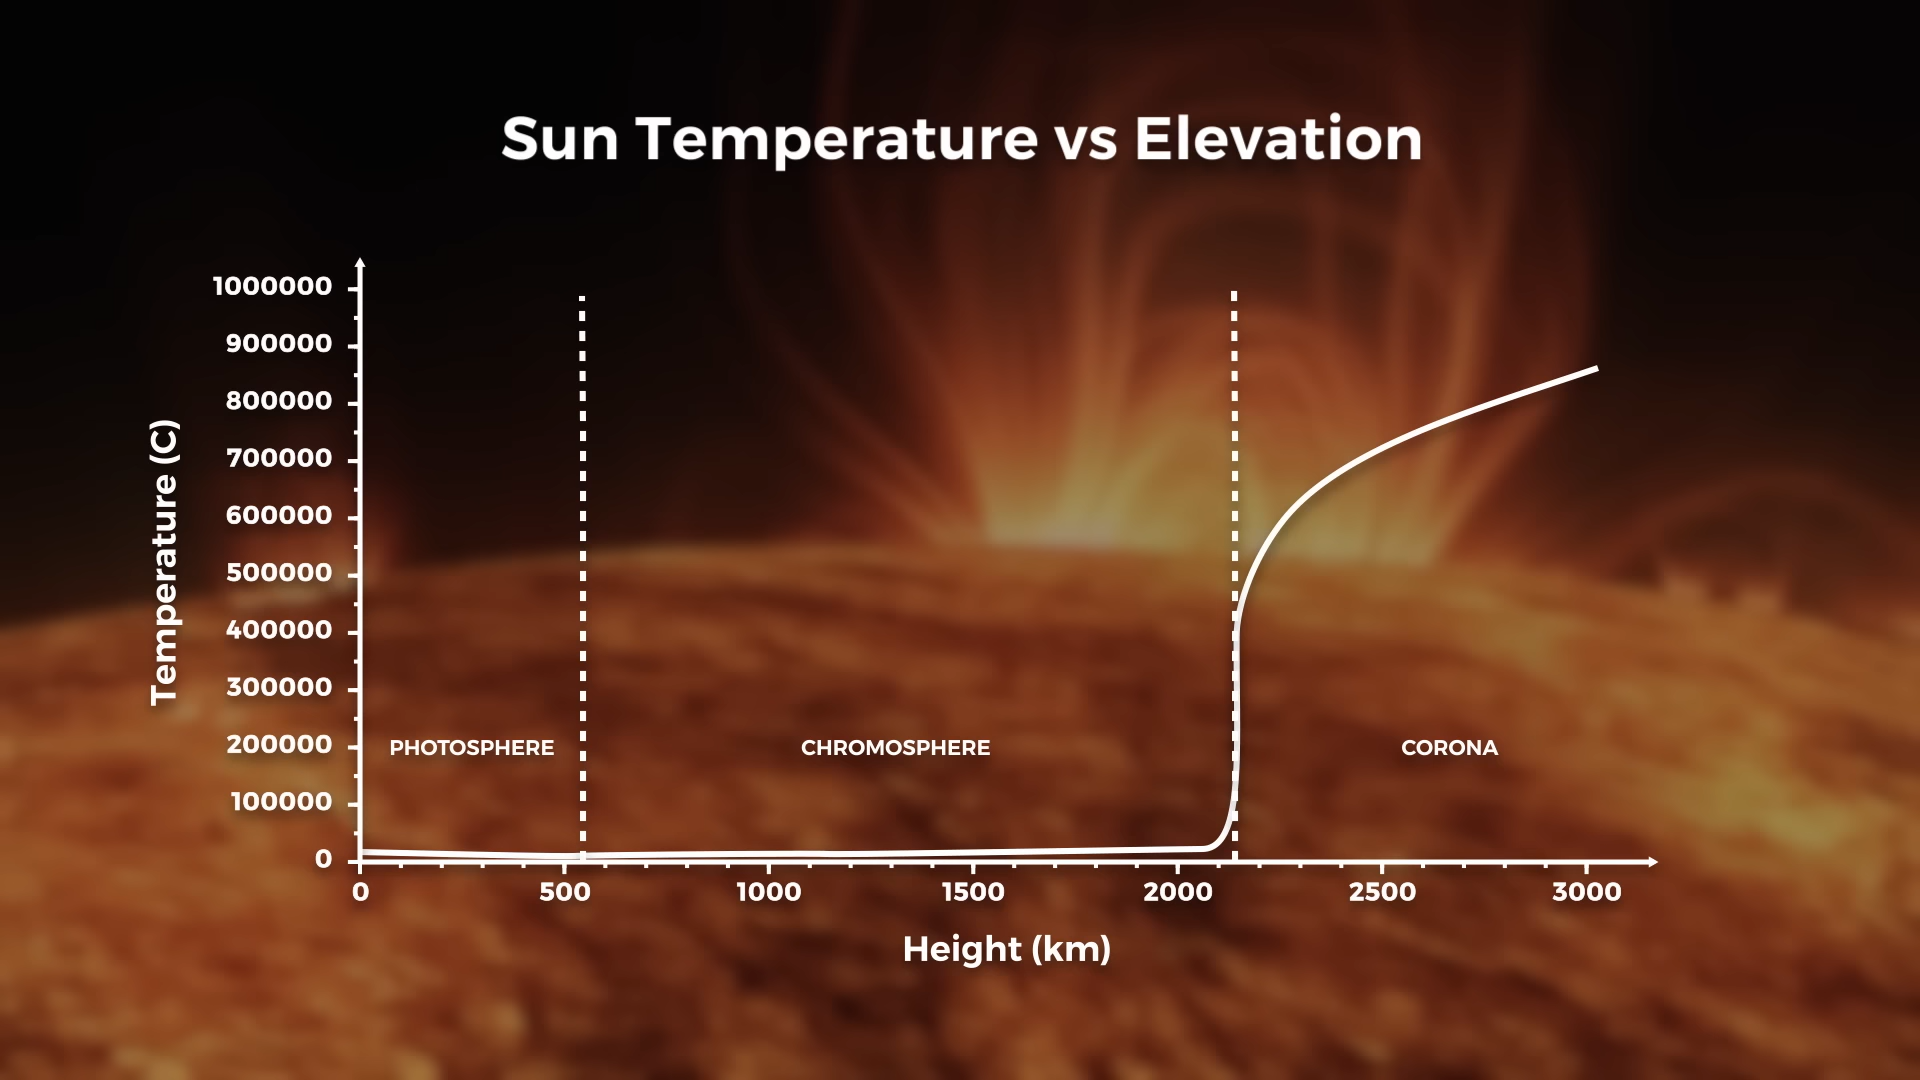 Sun Temperature vs Elevation
1000000
900000
800000
700000
600000
500000
400000
300000
200000
100000
0
Temperature (C)
PHOTOSPHERE
CHROMOSPHERE
CORONA
0 500 1000 1500 2000 2500 3000
Height (km)